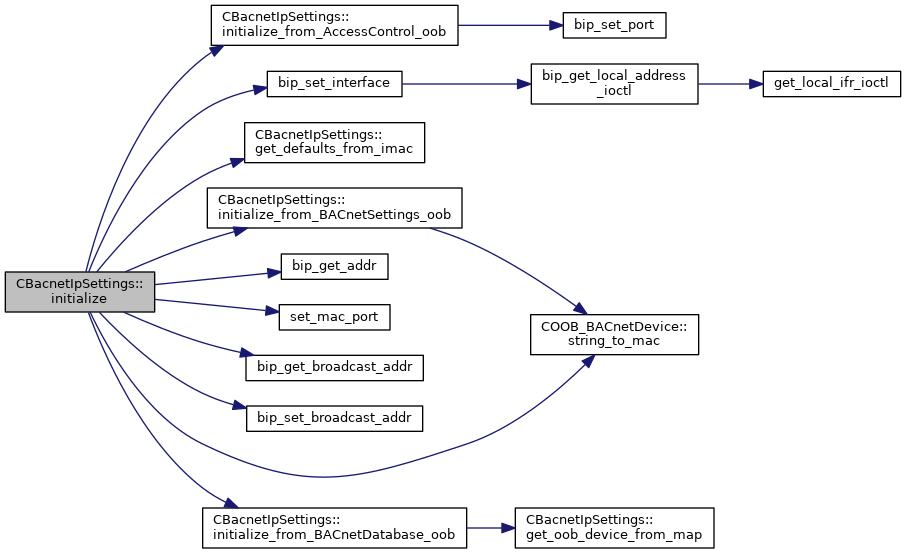 CBacnetIpSettings::
initialize_from_AccessControl_oob
bip_set_port
bip_set_interface
bip_get_local_address
_ioctl
get_local_ifr_ioctl
CBacnetIpSettings::
get_defaults_from_imac
CBacnetIpSettings::
initialize_from_BACnetSettings_oob
bip_get_addr
CBacnetIpSettings::
initialize
set_mac_port
COOB_BACnetDevice::
string_to_mac
bip_get_broadcast_addr
bip_set_broadcast_addr
CBacnetIpSettings::
initialize_from_BACnetDatabase_oob
CBacnetIpSettings::
get_oob_device_from_map